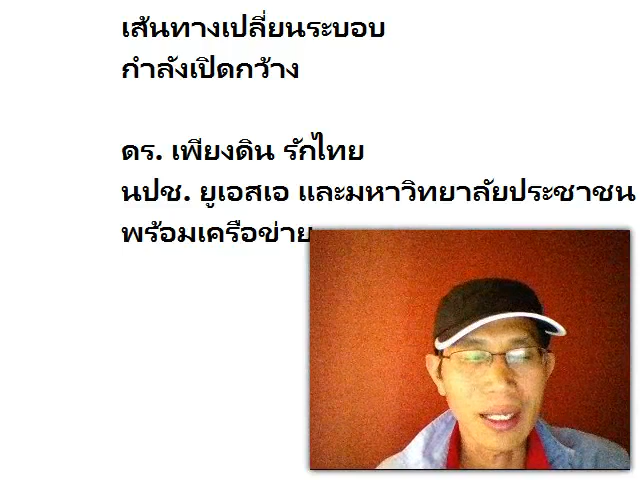 เส้นทางเปลี่ยนระบอบ
กำลังเปิดกว้าง
ดร. เพียงดิน รักไทย
นปช. ยูเอสเอ และมหาวิทยาลัยประชาชน
พร้อมเครือข่าย